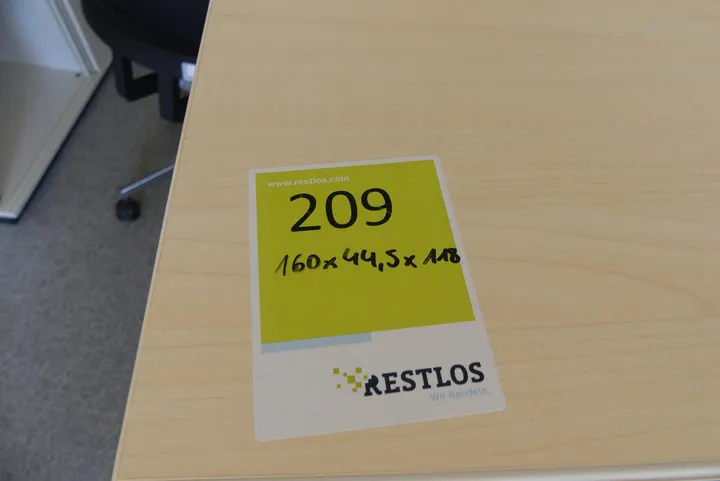 www.restlos.com
209
160x44,5x118
RESTLOS
Wir handeln.